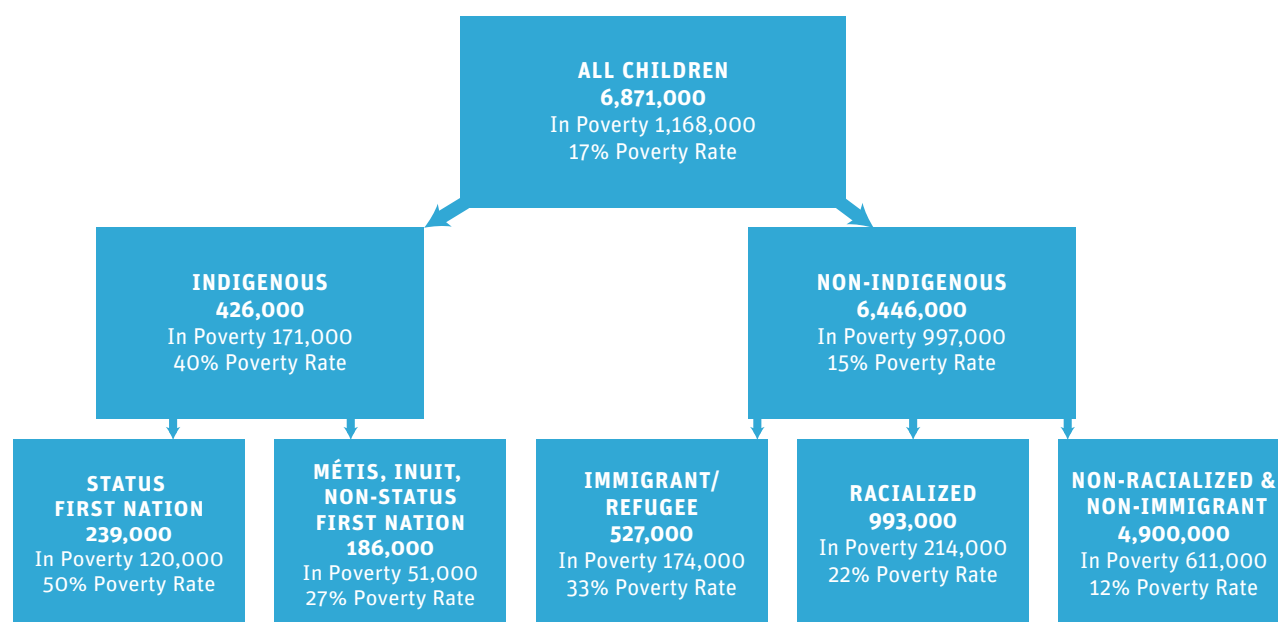 ALL CHILDREN
6,871,000
In Poverty 1,168,000
17% Poverty Rate
INDIGENOUS
426,000
In Poverty 171,000
40% Poverty Rate
NON-INDIGENOUS
6,446,000
In Poverty 997,000
15% Poverty Rate
STATUS
FIRST NATION
239,000
In Poverty 120,000
50% Poverty Rate
MÉTIS, INUIT,
NON-STATUS
FIRST NATION
186,000
In Poverty 51,000
27% Poverty Rate
IMMIGRANT/
REFUGEE
527,000
In Poverty 174,000
33% Poverty Rate
RACIALIZED
993,000
In Poverty 214,000
22% Poverty Rate
NON-RACIALIZED &
NON-IMMIGRANT
4,900,000
In Poverty 611,000
12% Poverty Rate